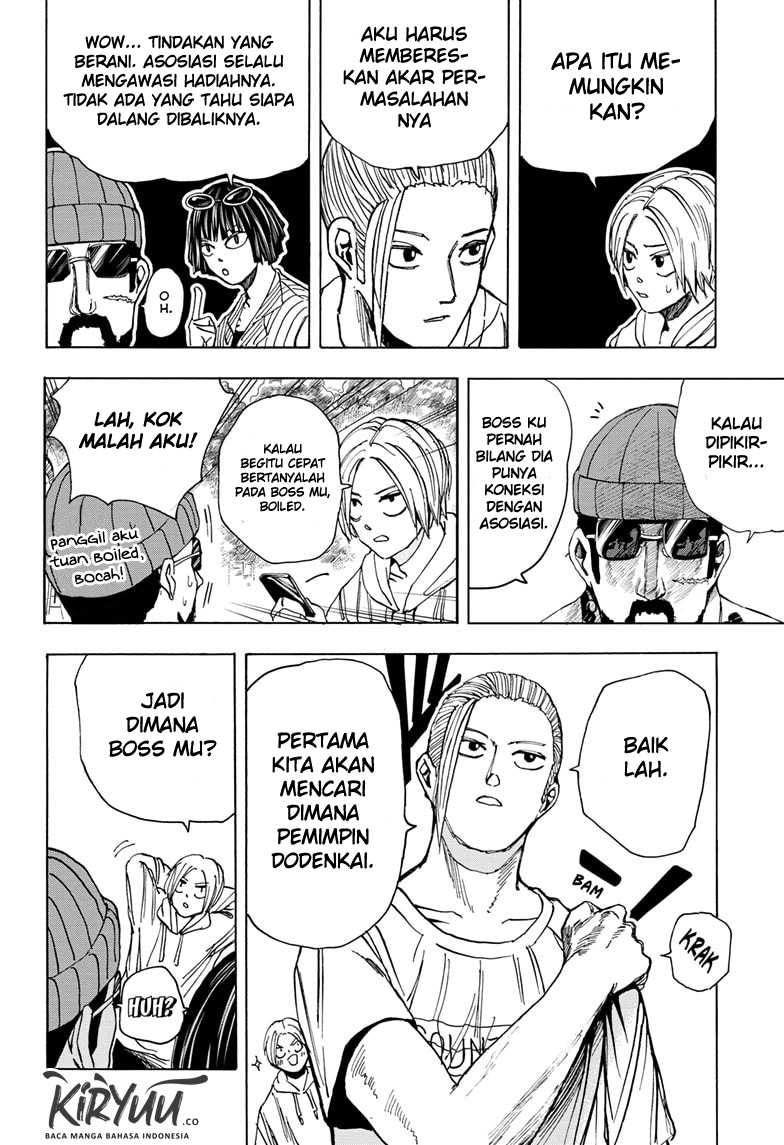 APA ITU ME-
MUNGKIN
KAN?
AKU HARUS
MEMBERES-
KAN AKAR PER-
MASALAHAN
NYA
WOW... TINDAKAN YANG
BERANI. ASOSIASI SELALU
MENGAWASI HADIAHNYA.
TIDAK ADA YANG TAHU SIAPA
DALANG DIBALIKNYA.
O
H.
KALAU
DIPIKIR-
PIKIR...
BOSS KU
PERNAH
BILANG DIA
PUNYA
KONEKSI
DENGAN
ASOSIASI.
KALAU
BEGITU CEPAT
BERTANYALAH
PADA BOSS MU,
BOILED.
LAH, KOK
MALAH AKU!
Panggil aku
tuan Boiled,
Bocah!
BAIK
LAH.
PERTAMA
KITA AKAN
MENCARI
DIMANA
PEMIMPIN
DODENKAI.
BAM
KRAK
JADI
DIMANA
BOSS MU?
HUH?
KIRYUU.CO
BACA MANGA BAHASA INDONESIA